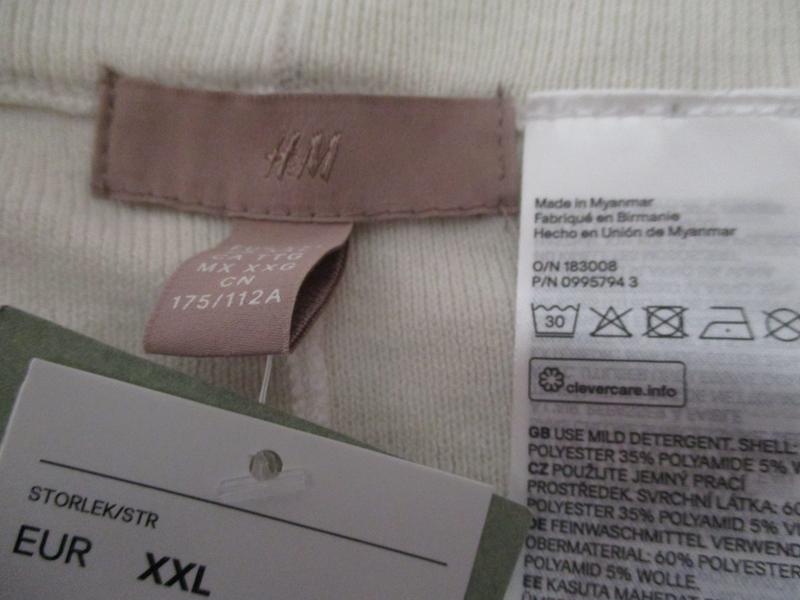 H&M
CA TTG
MX XXG
CN
175/112A
STORLEK/STR
EUR XXL
Made in Myanmar
Fabriqué en Birmanie
Hecho en Unión de Myanmar
O/N 183008
P/N 0995794 3
30
clevercare.info
GB USE MILD DETERGENT. SHELL:
POLYESTER 35% POLYAMIDE 5% W
CZ POUŽIJTE JEMNÝ PRACÍ
PROSTŘEDEK. SVRCHNÍ LÁTKA: 60
POLYESTER 35% POLYAMID 5%
DE FEINWASCHMITTEL VERWEND
OBERMATERIAL: 60% POLYESTER
POLYAMID 5% WOLLE.
EE KASUTA MAHEDAT